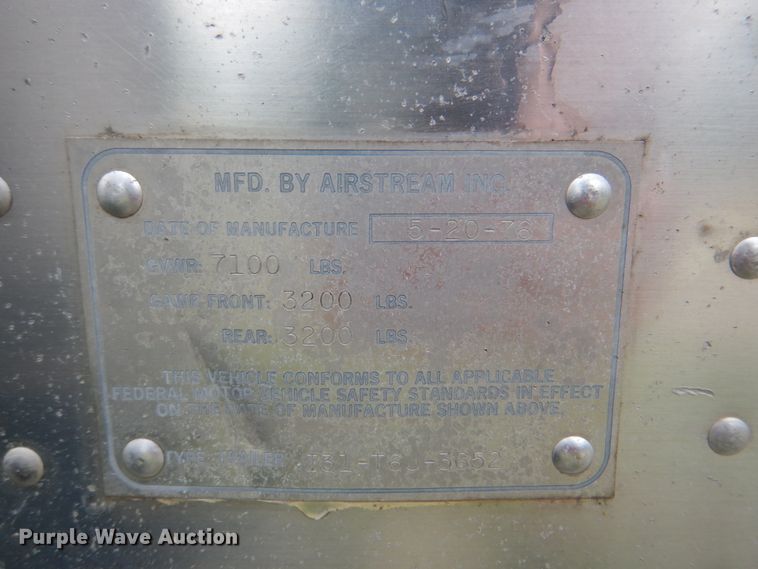 MFD. BY AIRSTREAM INC.
DATE OF MANUFACTURE 5-20-76
GVWR: 7100 LBS.
GAWR FRONT: 3200 LBS.
REAR: 3200 LBS.
THIS VEHICLE CONFORMS TO ALL APPLICABLE
FEDERAL MOTOR VEHICLE SAFETY STANDARDS IN EFFECT
ON THE DATE OF MANUFACTURE SHOWN ABOVE.
TYPE: TRAILER
Purple Wave Auction